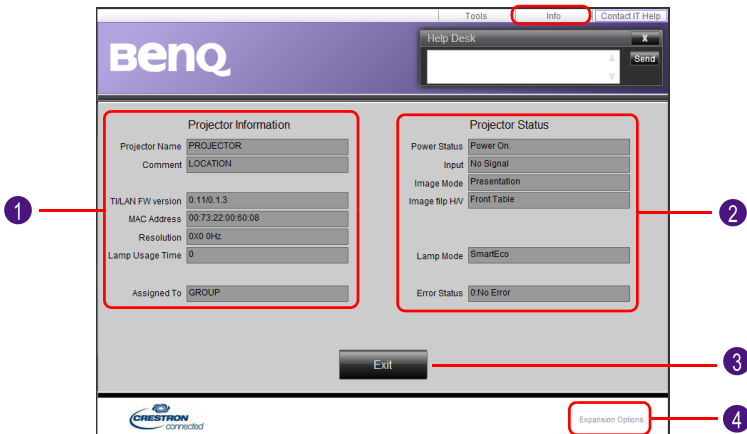 Tools Info Contact IT Help
BenQ
Help Desk X
Send
Projector Information
Projector Name PROJECTOR
Comment LOCATION
TI/LAN FW version 0.11/0.1.3
MAC Address 00:73:22:00:60:08
Resolution 0X0 0Hz
Lamp Usage Time 0
Assigned To GROUP
Projector Status
Power Status Power On.
Input No Signal
Image Mode Presentation
Image flip H/V Front Table
Lamp Mode SmartEco
Error Status 0:No Error
1
2
Exit
3
CRESTRON
connected
Expansion Options
4